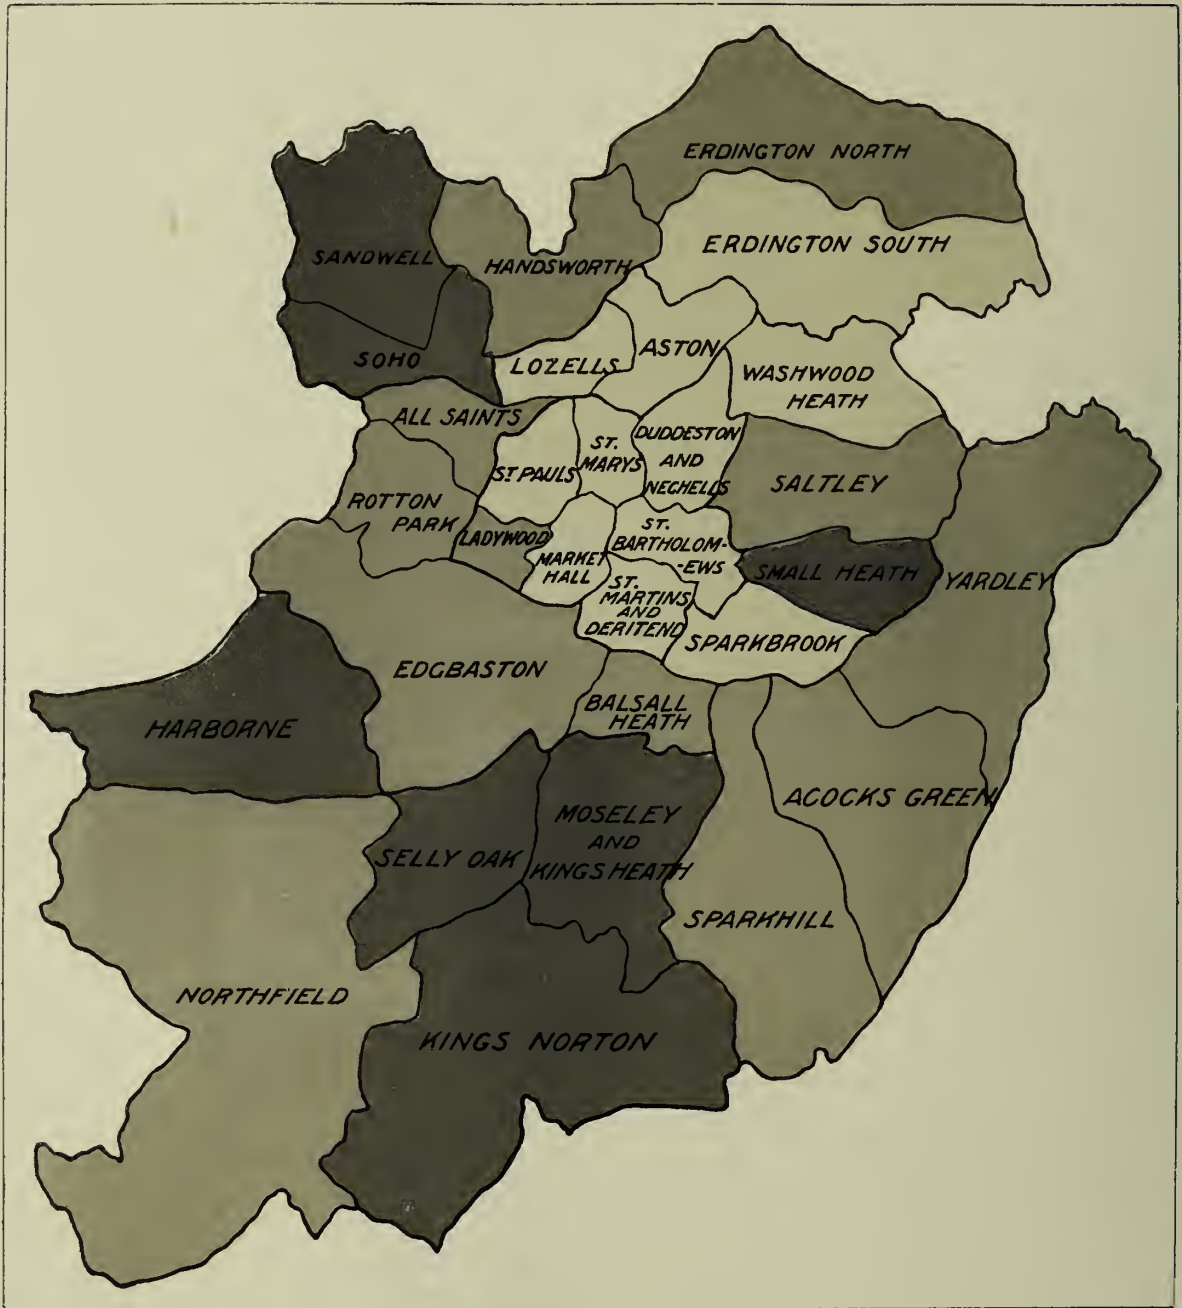 ERDINGTON NORTH
ERDINGTON SOUTH
SANDWELL
HANDSWORTH
SOHO
LOZELLS
ASTON
WASHWOOD
HEATH
ALL SAINTS
ST. PAULS
ST.
MARYS
DUDDESTON
AND
NECHELLS
SALTLEY
ROTTON
PARK
LADYWOOD
MARKET
HALL
ST.
BARTHOLOM-
-EWS
SMALL HEATH
YARDLEY
ST.
MARTINS
AND
DERITEND
SPARKBROOK
EDGBASTON
HARBORNE
BALSALL
HEATH
ACOCKS GREEN
MOSELEY
AND
KINGS HEATH
SELLY OAK
SPARKHILL
NORTHFIELD
KINGS NORTON